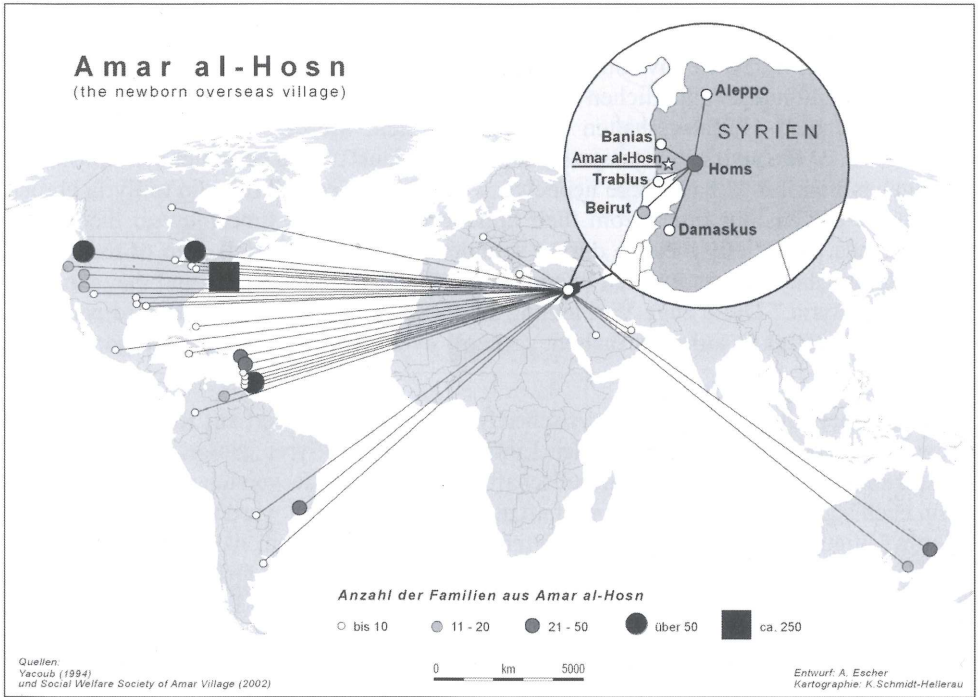 Amar al-Hosn
(the newborn overseas village)
Aleppo
SYRIEN
Banias
Amar al-Hosn
Homs
Trablus
Beirut
Damaskus
Anzahl der Familien aus Amar al-Hosn
bis 10
11 - 20
21 - 50
über 50
ca. 250
0 km 5000
Quellen:
Yacoub (1994)
und Social Welfare Society of Amar Village (2002)
Entwurf: A. Escher
Kartographie: K.Schmidt-Hellerau